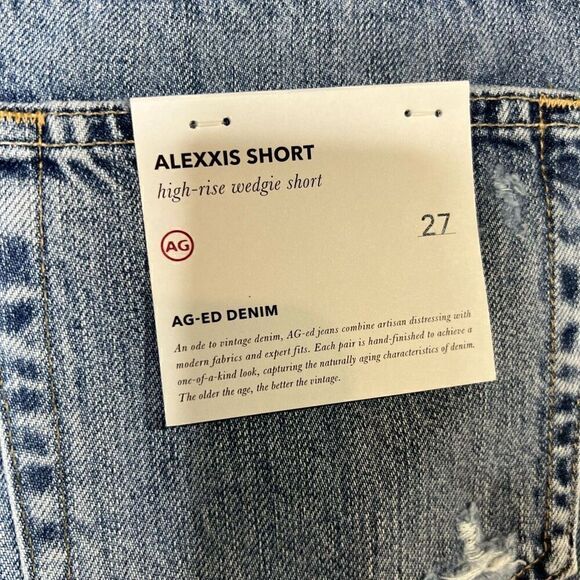 ALEXXIS SHORT
high-rise wedgie short
27
AG
AG-ED DENIM
An ode to vintage denim, AG-ed jeans combine artisan distressing with
modern fabrics and expert fits. Each pair is hand-finished to achieve a
one-of-a-kind look, capturing the naturally aging characteristics of denim.
The older the age, the better the vintage.